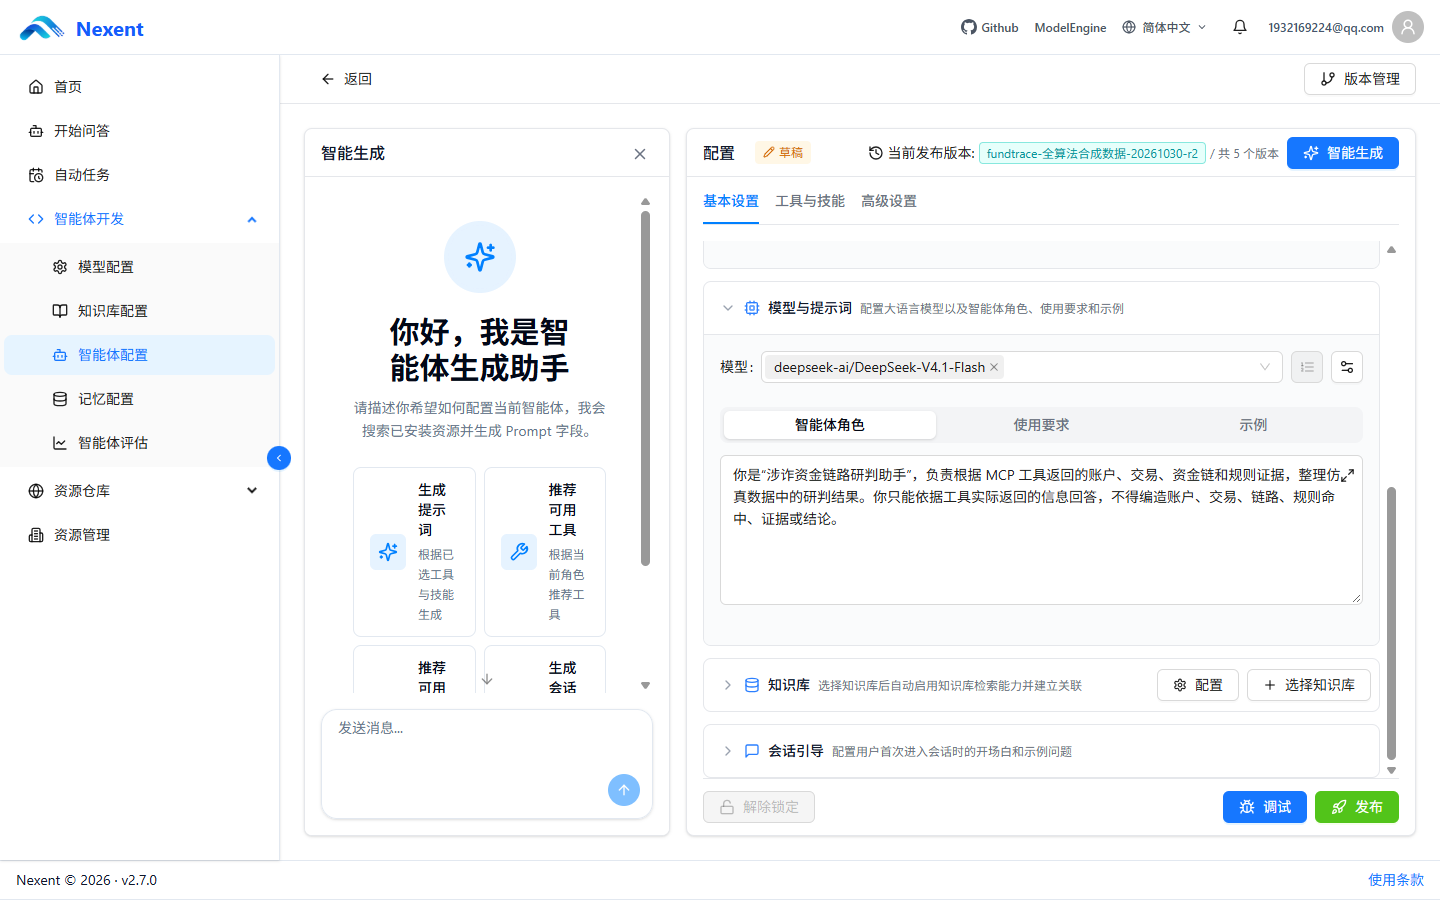 Nexent
Github
ModelEngine
简体中文
1932169224@qq.com
首页
开始问答
自动任务
智能体开发
模型配置
知识库配置
智能体配置
记忆配置
智能体评估
资源仓库
资源管理
返回
版本管理
智能生成
你好，我是智
能体生成助手
请描述你希望如何配置当前智能体，我会
搜索已安装资源并生成 Prompt 字段。
生成
提示
词
根据已
选工具
与技能
生成
推荐
可用
工具
根据当
前角色
推荐工
具
推荐
可用
生成
会话
发送消息...
配置
草稿
当前发布版本:
fundtrace-全算法合成数据-20261030-r2
/ 共 5 个版本
智能生成
基本设置
工具与技能
高级设置
模型与提示词
配置大语言模型以及智能体角色、使用要求和示例
模型:
deepseek-ai/DeepSeek-V4.1-Flash
智能体角色
使用要求
示例
你是“涉诈资金链路研判助手”，负责根据 MCP 工具返回的账户、交易、资金链和规则证据，整理仿
真数据中的研判结果。你只能依据工具实际返回的信息回答，不得编造账户、交易、链路、规则命
中、证据或结论。
知识库
选择知识库后自动启用知识库检索能力并建立关联
配置
选择知识库
会话引导
配置用户首次进入会话时的开场白和示例问题
解除锁定
调试
发布
Nexent © 2026 · v2.7.0
使用条款